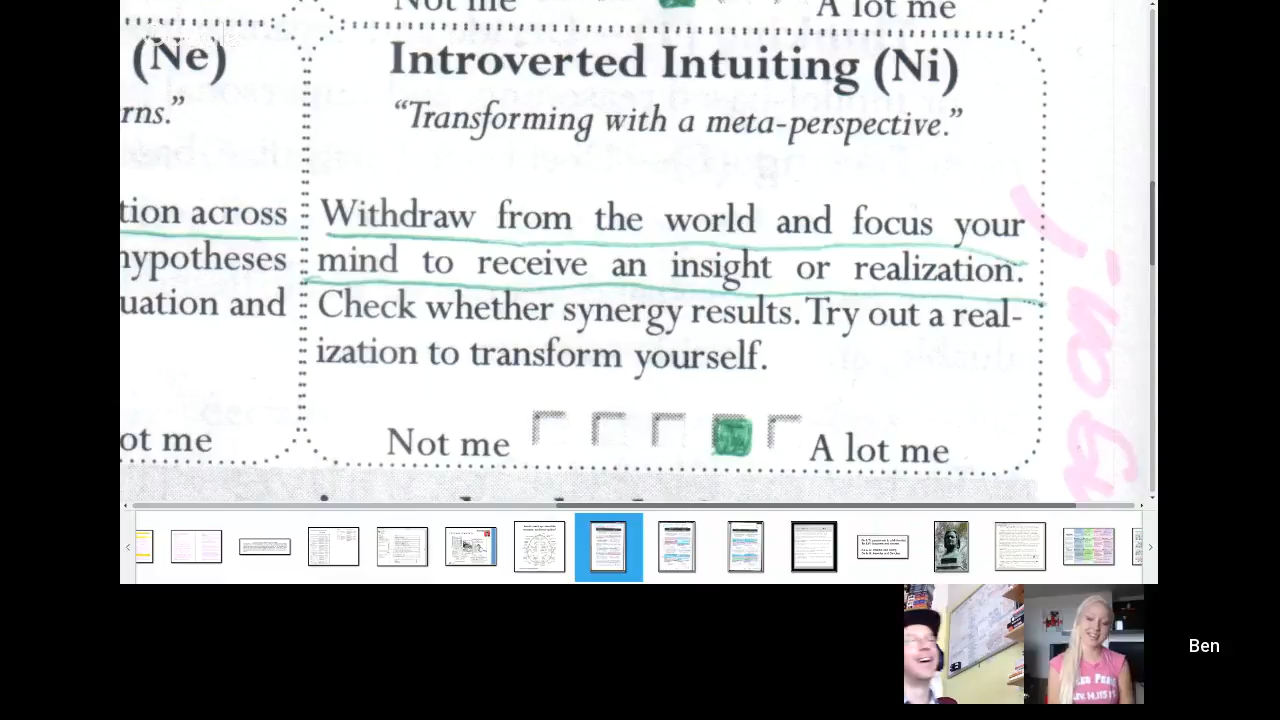 Not me A lot me
(Ne)
rns.”
tion across
hypotheses
uation and
ot me
Introverted Intuiting (Ni)
“Transforming with a meta-perspective.”
Withdraw from the world and focus your
mind to receive an insight or realization.
Check whether synergy results. Try out a real-
ization to transform yourself.
Not me A lot me
Ben